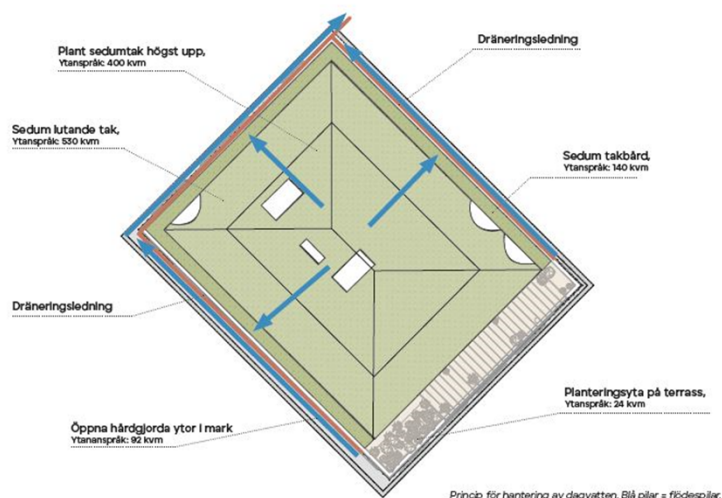 Plant sedumtak högst upp,
Ytanspråk: 400 kvm
Dräneringsledning
Sedum lutande tak,
Ytanspråk: 530 kvm
Sedum takbård,
Ytanspråk: 140 kvm
Dräneringsledning
Planteringsyta på terrass,
Ytanspråk: 24 kvm
Öppna hårdgjorda ytor i mark
Ytananspråk: 92 kvm
Princip för hantering av dagvatten. Blå pilar = flödespilar.